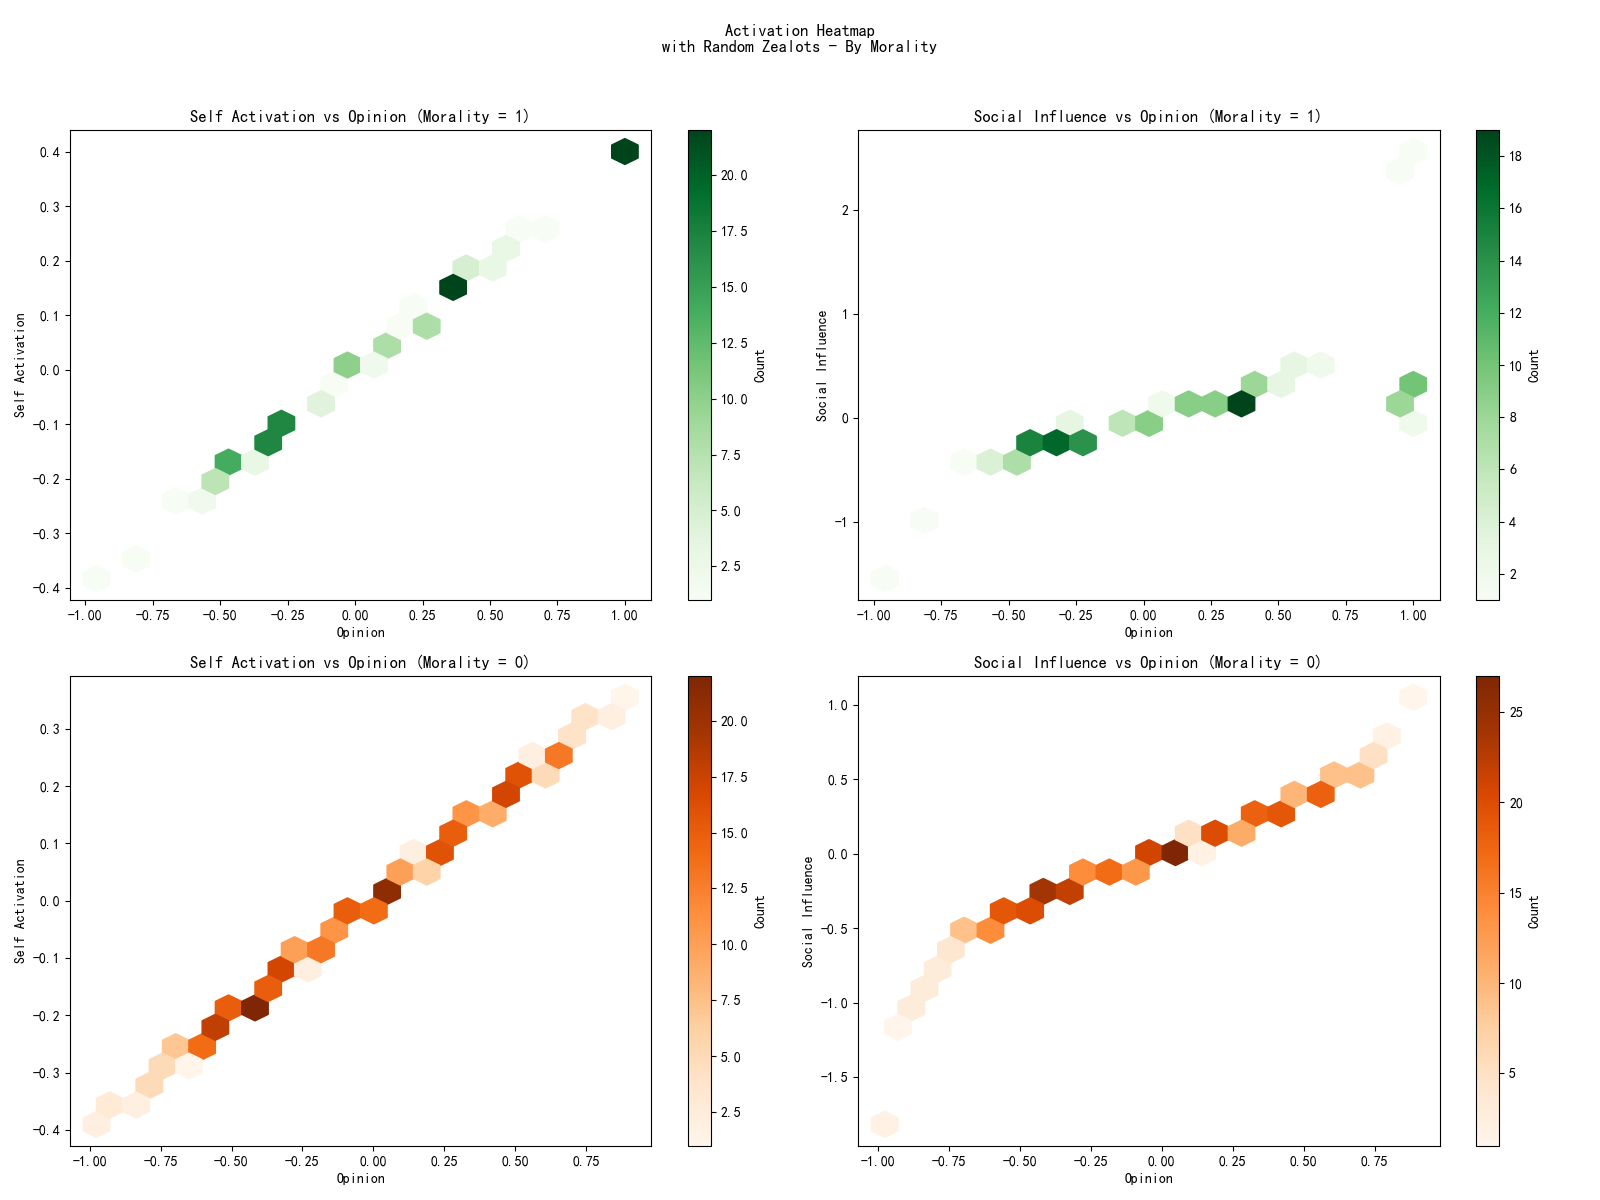 Activation Heatmap
with Random Zealots - By Morality
Self Activation vs Opinion (Morality = 1)
Self Activation
0.4
0.3
0.2
0.1
0.0
-0.1
-0.2
-0.3
-0.4
-1.00 -0.75 -0.50 -0.25 0.00 0.25 0.50 0.75 1.00
Opinion
20.0
17.5
15.0
12.5
10.0
7.5
5.0
2.5
Count
Social Influence vs Opinion (Morality = 1)
Social Influence
2
1
0
-1
-1.00 -0.75 -0.50 -0.25 0.00 0.25 0.50 0.75 1.00
Opinion
18
16
14
12
10
8
6
4
2
Count
Self Activation vs Opinion (Morality = 0)
Self Activation
0.3
0.2
0.1
0.0
-0.1
-0.2
-0.3
-0.4
-1.00 -0.75 -0.50 -0.25 0.00 0.25 0.50 0.75
Opinion
20.0
17.5
15.0
12.5
10.0
7.5
5.0
2.5
Count
Social Influence vs Opinion (Morality = 0)
Social Influence
1.0
0.5
0.0
-0.5
-1.0
-1.5
-1.00 -0.75 -0.50 -0.25 0.00 0.25 0.50 0.75
Opinion
25
20
15
10
5
Count